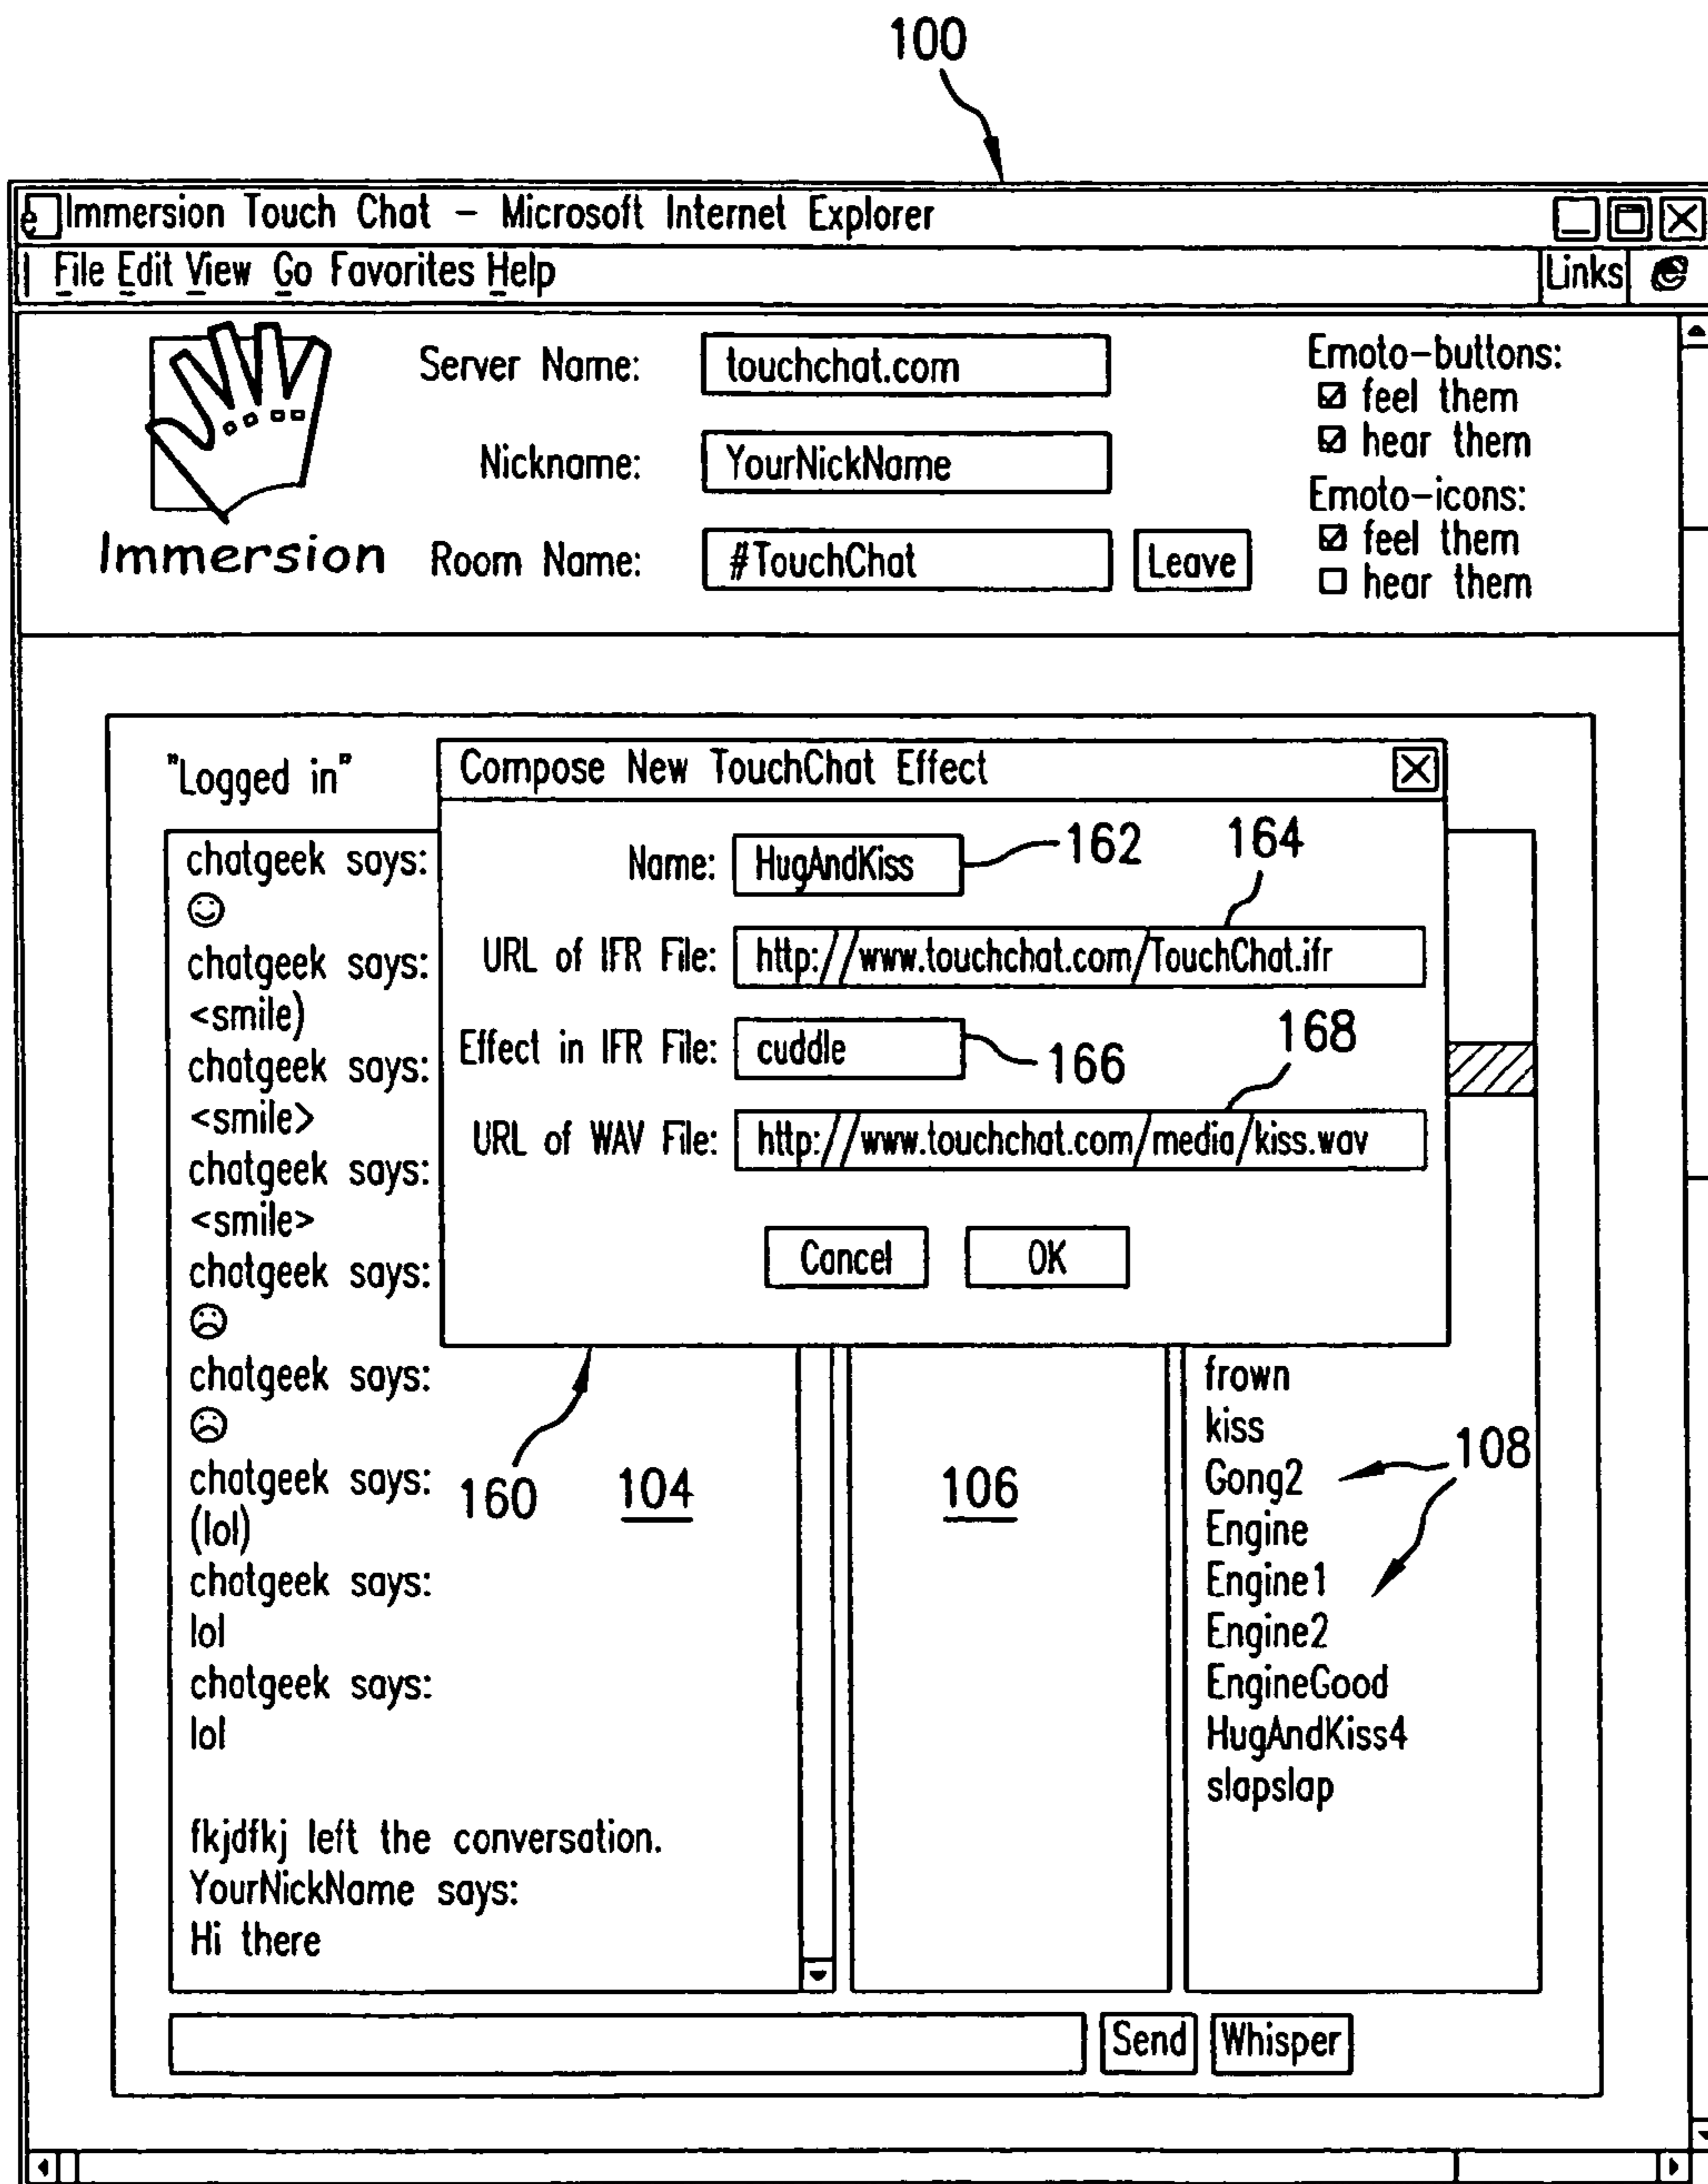 100
Immersion Touch Chat – Microsoft Internet Explorer
File Edit View Go Favorites Help
Links
Immersion
Server Name: touchchat.com
Nickname: YourNickName
Room Name: #TouchChat Leave
Emoto-buttons:
feel them
hear them
Emoto-icons:
feel them
hear them
"Logged in"
Compose New TouchChat Effect
Name: HugAndKiss 162
164
URL of IFR File: http://www.touchchat.com/TouchChat.ifr
Effect in IFR File: cuddle 166
168
URL of WAV File: http://www.touchchat.com/media/kiss.wav
Cancel OK
160
chatgeek says:
chatgeek says:
<smile)
chatgeek says:
<smile>
chatgeek says:
<smile>
chatgeek says:
chatgeek says:
chatgeek says:
(lol)
chatgeek says:
lol
chatgeek says:
lol
fkjdfkj left the conversation.
YourNickName says:
Hi there
104
106
frown
kiss
Gong2
Engine
Engine1
Engine2
EngineGood
HugAndKiss4
slapslap
108
Send Whisper